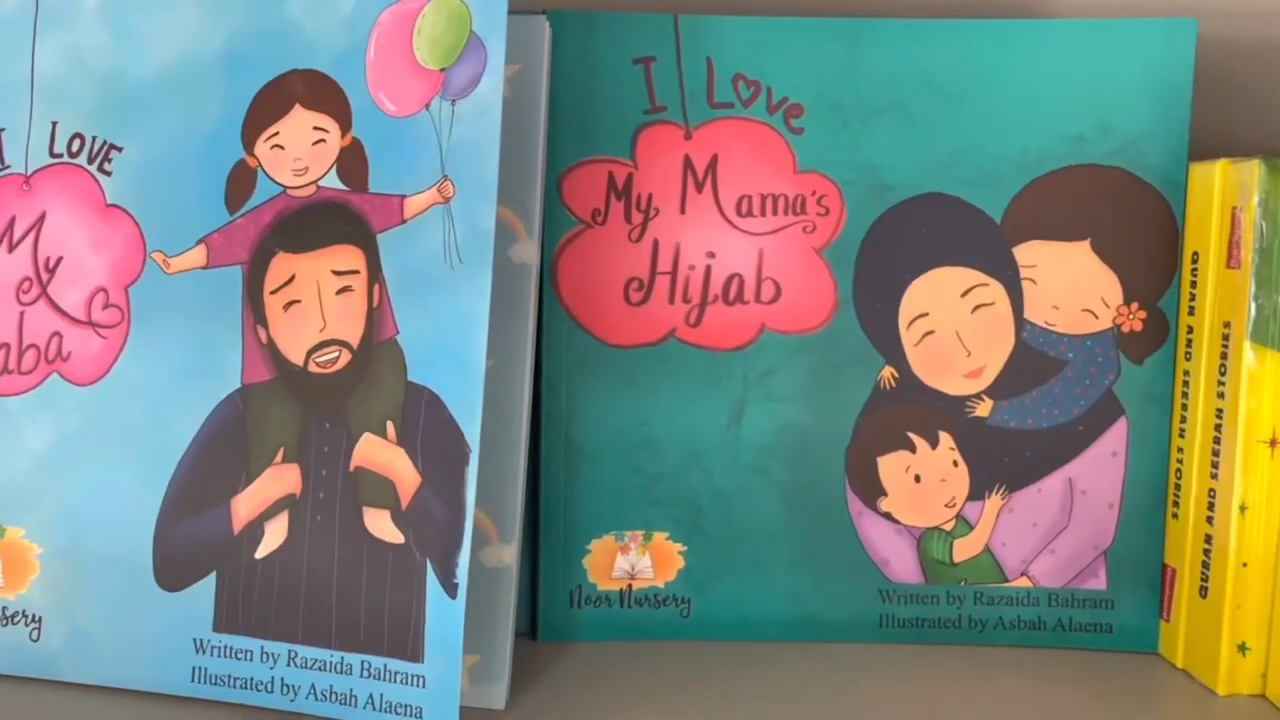 I LOVE
My
aba
sery
Written by Razaida Bahram
Illustrated by Asbah Alaena
I Love
My Mama's
Hijab
Noor Nursery
Written by Razaida Bahram
Illustrated by Asbah Alaena
QURAN AND SEERAH STORIES
QURAN AND SEERAH STORIES